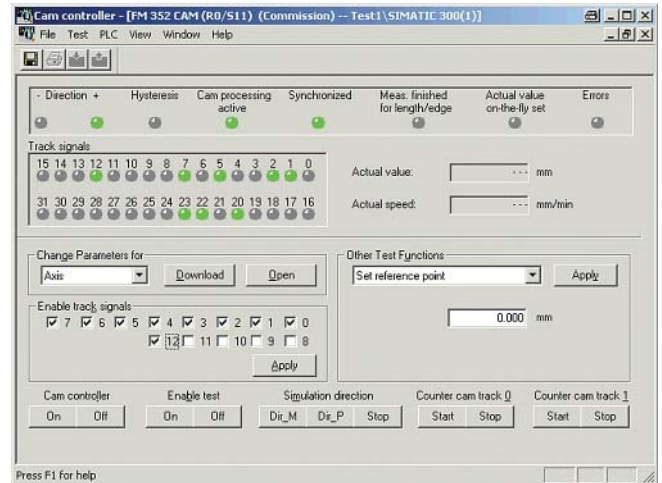 Cam controller - [FM 352 CAM (R0/S11) (Commission) -- Test1\SIMATIC 300(1)]
File Test PLC View Window Help
- Direction + Hysteresis Cam processing active Synchronized Meas. finished for length/edge Actual value on-the-fly set Errors
Track signals
15 14 13 12 11 10 9 8 7 6 5 4 3 2 1 0
Actual value: --- mm
31 30 29 28 27 26 25 24 23 22 21 20 19 18 17 16
Actual speed: --- mm/min
Change Parameters for
Axis Download Open
Other Test Functions
Set reference point Apply
Enable track signals
7 6 5 4 3 2 1 0
0.000 mm
12 11 10 9 8
Apply
Cam controller Enable test Simulation direction Counter cam track 0 Counter cam track 1
On Off On Off Dir_M Dir_P Stop Start Stop Start Stop
Press F1 for help